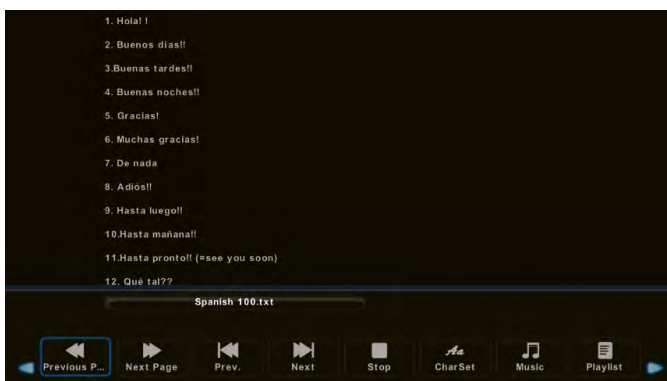 1. Hola! !
2. Buenos días!!
3.Buenas tardes!!
4. Buenas noches!!
5. Gracias!
6. Muchas gracias!
7. De nada
8. Adiós!!
9. Hasta luego!!
10.Hasta mañana!!
11.Hasta pronto!! (=see you soon)
12. Qué tal??
Spanish 100.txt
Previous P... Next Page Prev. Next Stop CharSet Music Playlist